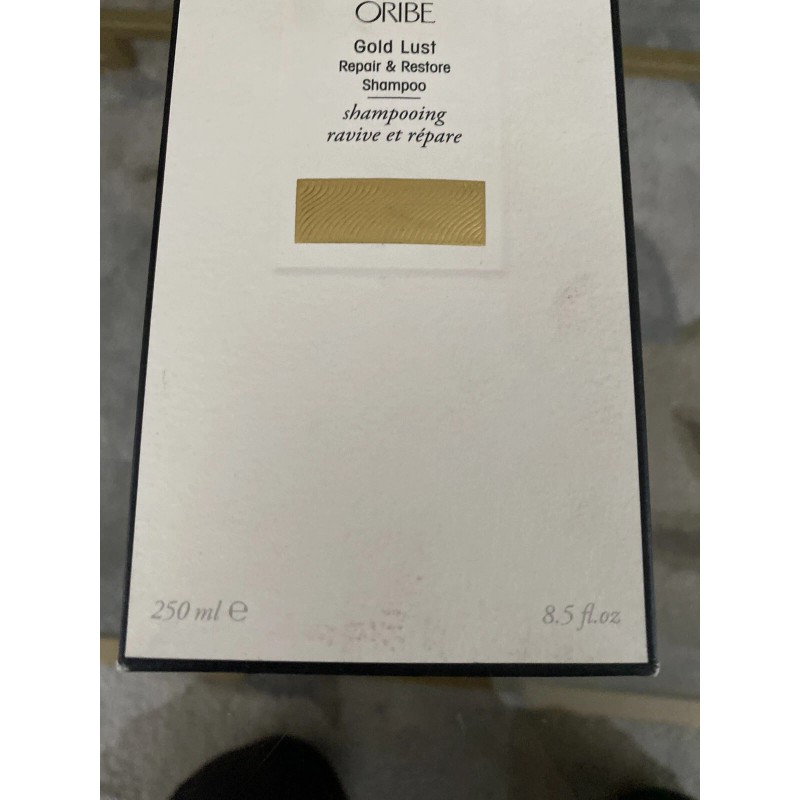 ORIBE
Gold Lust
Repair & Restore
Shampoo
shampooing
ravive et répare
250 ml ℮
8.5 fl.oz